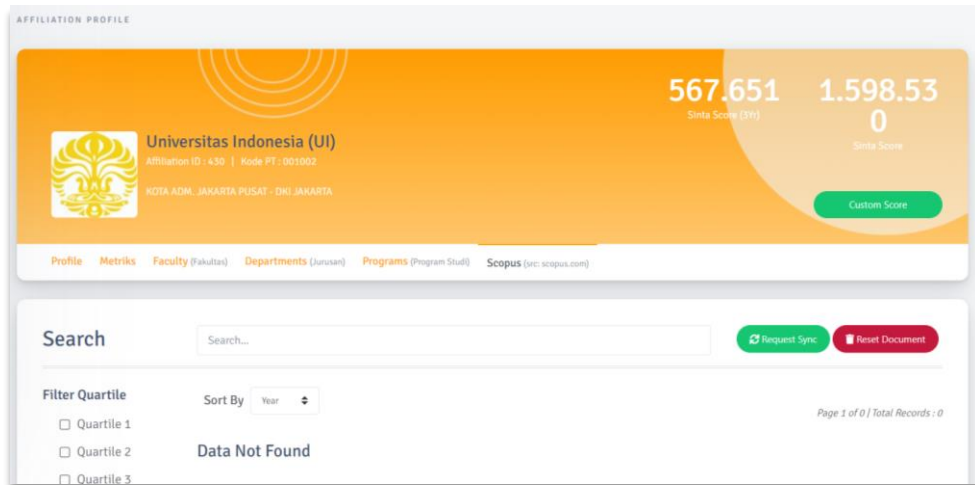 AFFILIATION PROFILE
567.651
Sinta Score (3Yr)
1.598.53
0
Sinta Score
Universitas Indonesia (UI)
Affiliation ID : 430 | Kode PT : 001002
KOTA ADM. JAKARTA PUSAT - DKI JAKARTA
Custom Score
Profile Metriks Faculty (Fakultas) Departments (Jurusan) Programs (Program Studi) Scopus (src: scopus.com)
Search Search... Request Sync Reset Document
Filter Quartile
Sort By Year
Page 1 of 0 | Total Records : 0
Quartile 1
Quartile 2
Data Not Found
Quartile 3